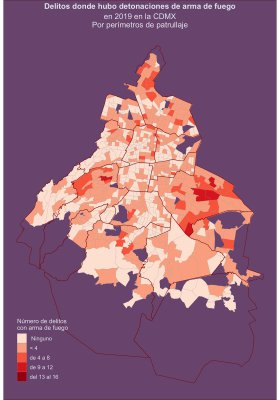 Delitos donde hubo detonaciones de arma de fuego
en 2019 en la CDMX
Por perímetros de patrullaje
Número de delitos
con arma de fuego
Ninguno
< 4
de 4 a 8
de 9 a 12
del 13 al 16